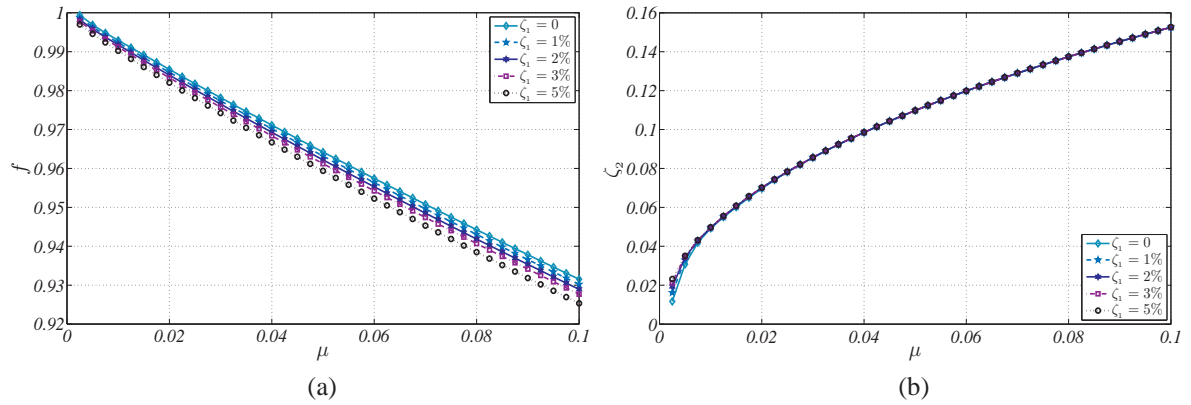 1
0.99
0.98
0.97
0.96
0.95
0.94
0.93
0.92
f
0
0.02
0.04
0.06
0.08
0.1
μ
ζ₁ = 0
ζ₁ = 1%
ζ₁ = 2%
ζ₁ = 3%
ζ₁ = 5%
(a)
0.16
0.14
0.12
0.1
0.08
0.06
0.04
0.02
0
ζ₂
0
0.02
0.04
0.06
0.08
0.1
μ
ζ₁ = 0
ζ₁ = 1%
ζ₁ = 2%
ζ₁ = 3%
ζ₁ = 5%
(b)